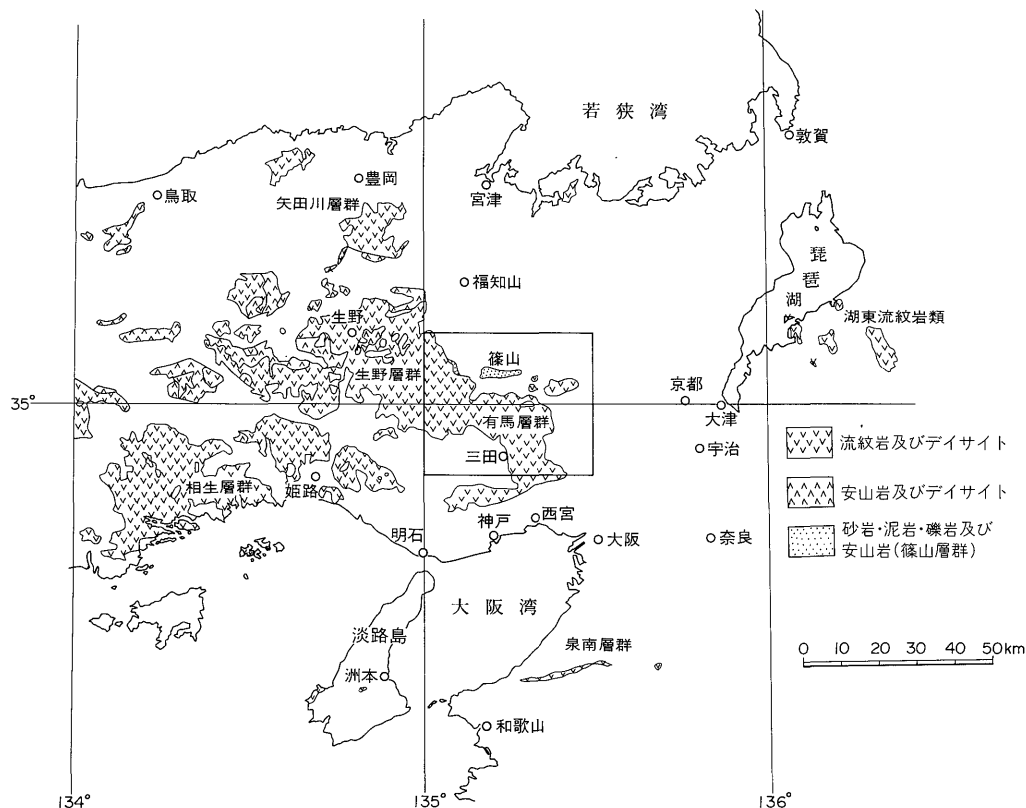 若狭湾
敦賀
豊岡
鳥取
宮津
矢田川層群
琵
琶
湖
福知山
生野
湖東流紋岩類
篠山
生野層群
京都
35°
大津
有馬層群
流紋岩及びデイサイト
宇治
三田
相生層群
姫路
安山岩及びデイサイト
神戸
西宮
明石
大阪
奈良
砂岩・泥岩・礫岩及び
安山岩(篠山層群)
大阪湾
淡路島
泉南層群
0 10 20 30 40 50km
洲本
和歌山
134°
135°
136°